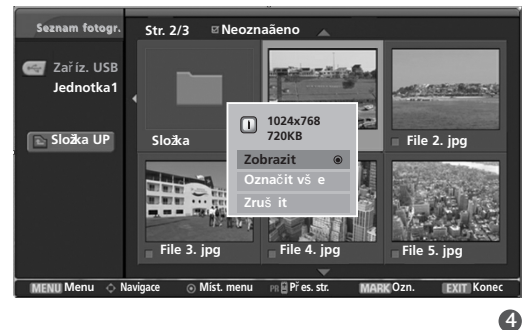 Seznam fotogr.
Str. 2/3 Neoznaäeno
Zaříz. USB
Jednotka1
Složka UP
Složka
1024x768
720KB
Zobrazit
Označit vš e
Zruš it
File 2. jpg
File 3. jpg
File 4. jpg
File 5. jpg
MENU Menu Navigace Míst. menu PR Př es. str. MARK Ozn. EXIT Konec
4